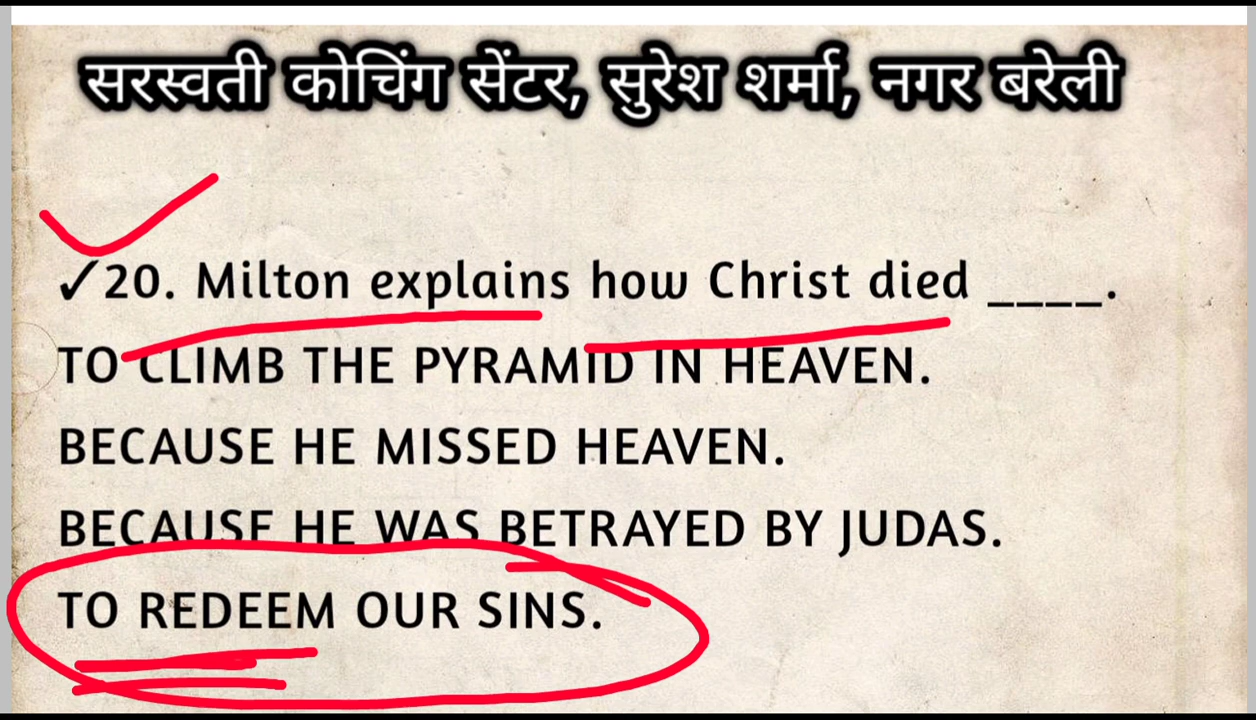 सरस्वती कोचिंग सेंटर, सुरेश शर्मा, नगर बरेली
✓20. Milton explains how Christ died ____.
TO CLIMB THE PYRAMID IN HEAVEN.
BECAUSE HE MISSED HEAVEN.
BECAUSE HE WAS BETRAYED BY JUDAS.
TO REDEEM OUR SINS.